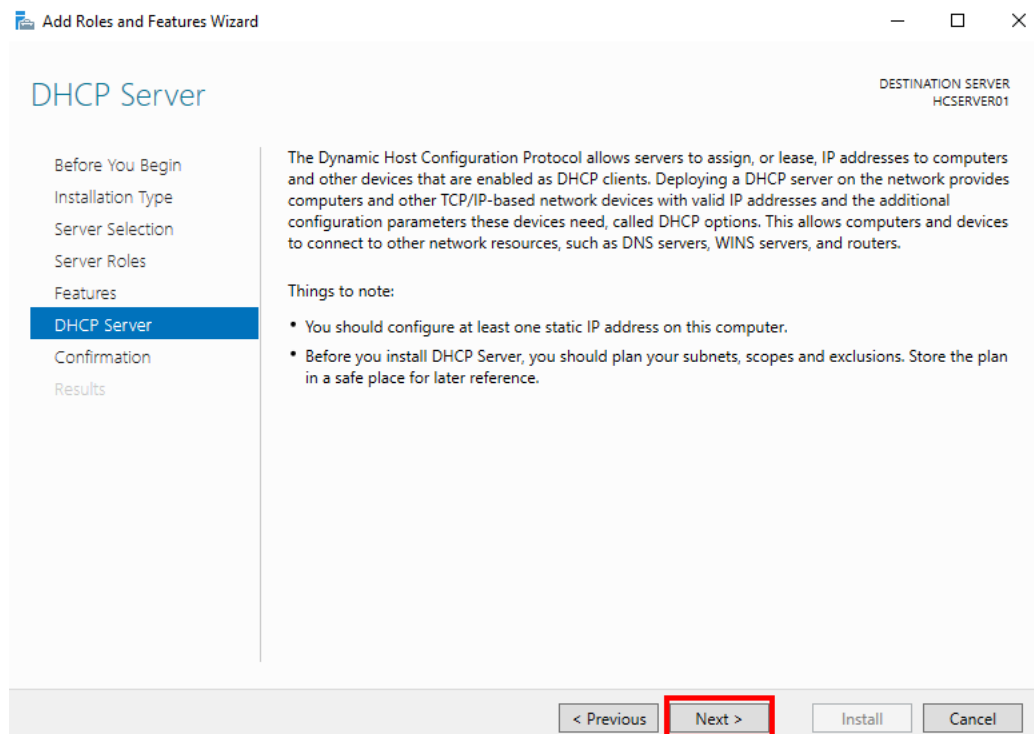 Add Roles and Features Wizard
DHCP Server
DESTINATION SERVER
HCSERVER01
Before You Begin
Installation Type
Server Selection
Server Roles
Features
DHCP Server
Confirmation
Results
The Dynamic Host Configuration Protocol allows servers to assign, or lease, IP addresses to computers
and other devices that are enabled as DHCP clients. Deploying a DHCP server on the network provides
computers and other TCP/IP-based network devices with valid IP addresses and the additional
configuration parameters these devices need, called DHCP options. This allows computers and devices
to connect to other network resources, such as DNS servers, WINS servers, and routers.
Things to note:
• You should configure at least one static IP address on this computer.
• Before you install DHCP Server, you should plan your subnets, scopes and exclusions. Store the plan
in a safe place for later reference.
< Previous
Next >
Install
Cancel